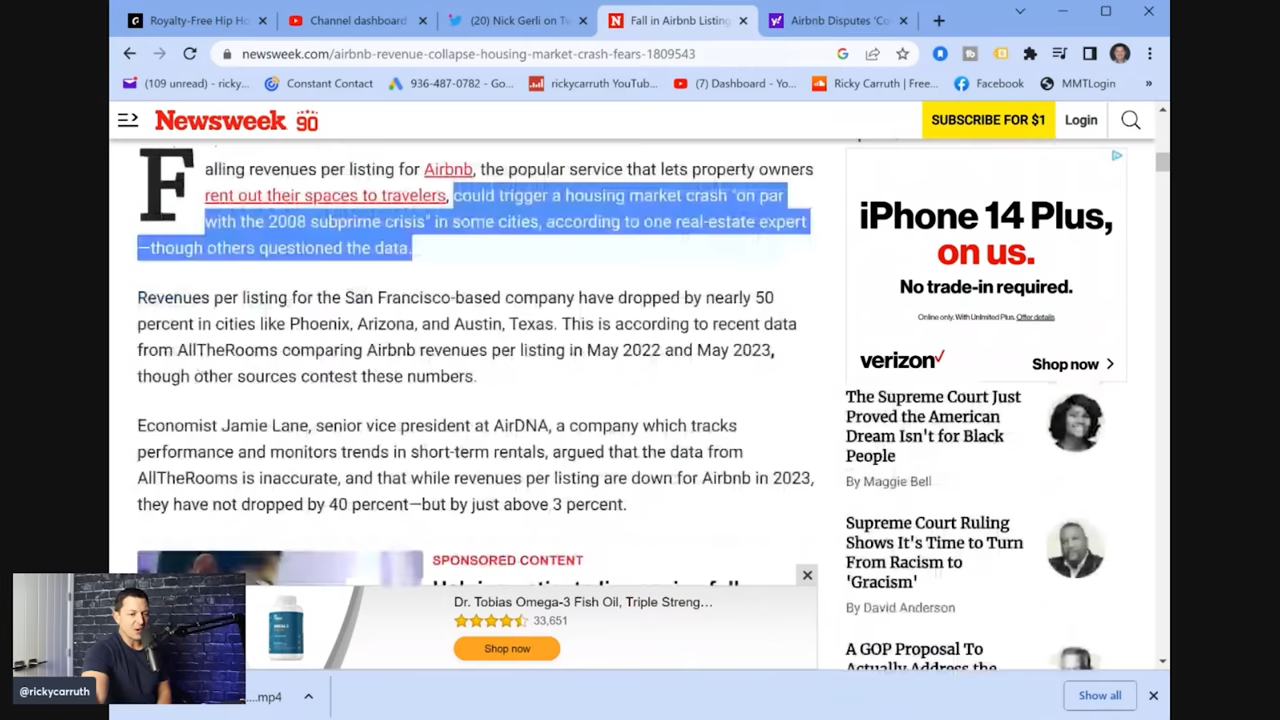 Royalty-Free Hip Ho
Channel dashboard
(20) Nick Gerli on Tw
Fall in Airbnb Listing
Airbnb Disputes 'Co
newsweek.com/airbnb-revenue-collapse-housing-market-crash-fears-1809543
(109 unread) - ricky...
Constant Contact
936-487-0782 - Go...
rickycarruth YouTub...
(7) Dashboard - Yo...
Ricky Carruth | Free...
Facebook
MMTLogin
»
Newsweek 90
SUBSCRIBE FOR $1
Login
Falling revenues per listing for Airbnb, the popular service that lets property owners
rent out their spaces to travelers, could trigger a housing market crash "on par
with the 2008 subprime crisis" in some cities, according to one real-estate expert
—though others questioned the data.
Revenues per listing for the San Francisco-based company have dropped by nearly 50
percent in cities like Phoenix, Arizona, and Austin, Texas. This is according to recent data
from AllTheRooms comparing Airbnb revenues per listing in May 2022 and May 2023,
though other sources contest these numbers.
Economist Jamie Lane, senior vice president at AirDNA, a company which tracks
performance and monitors trends in short-term rentals, argued that the data from
AllTheRooms is inaccurate, and that while revenues per listing are down for Airbnb in 2023,
they have not dropped by 40 percent—but by just above 3 percent.
SPONSORED CONTENT
iPhone 14 Plus,
on us.
No trade-in required.
Online only. With Unlimited Plus. Offer details
verizon
Shop now
The Supreme Court Just
Proved the American
Dream Isn't for Black
People
By Maggie Bell
Supreme Court Ruling
Shows It's Time to Turn
From Racism to
'Gracism'
By David Anderson
A GOP Proposal To
Actually Address the
Dr. Tobias Omega-3 Fish Oil, Triple Streng...
33,651
Shop now
@rickycarruth
....mp4
Show all